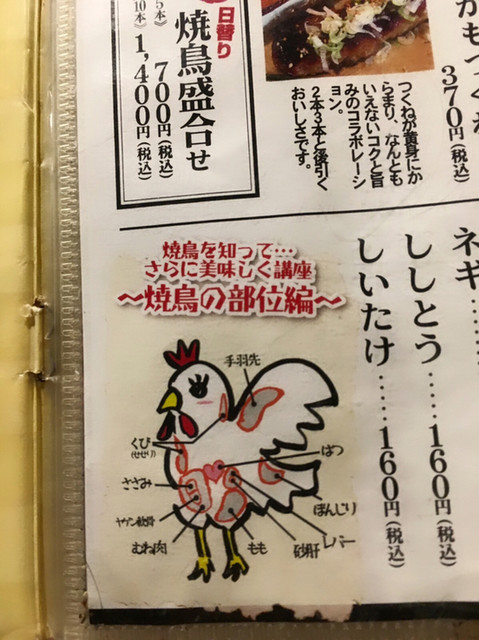 ネギ……
ししとう……160円(税込)
しいたけ……160円(税込)
370円(税込)
つくねが黄身にか
らまり、なんとも
いえないコクと旨
みのコラボレーシ
ョン。
2本3本と後引く
おいしさです。
日替り
焼鳥盛合せ
5本) 700円(税込)
10本) 1,400円(税込)
焼鳥を知って…
さらに美味しく講座
〜焼鳥の部位編〜
手羽先
くび
(せせり)
はつ
ささみ
ぼんじり
ヤゲン軟骨
レバー
むね肉
もも
砂肝